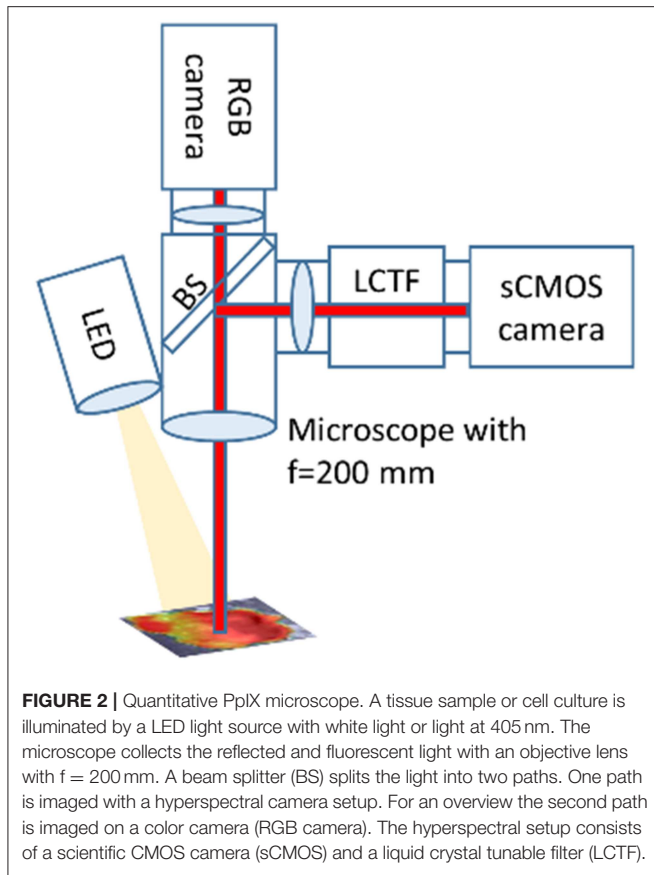 RGB
camera
BS
LCTF
sCMOS
camera
LED
Microscope with
f=200 mm
FIGURE 2 | Quantitative PpIX microscope. A tissue sample or cell culture is
illuminated by a LED light source with white light or light at 405 nm. The
microscope collects the reflected and fluorescent light with an objective lens
with f = 200 mm. A beam splitter (BS) splits the light into two paths. One path
is imaged with a hyperspectral camera setup. For an overview the second path
is imaged on a color camera (RGB camera). The hyperspectral setup consists
of a scientific CMOS camera (sCMOS) and a liquid crystal tunable filter (LCTF).